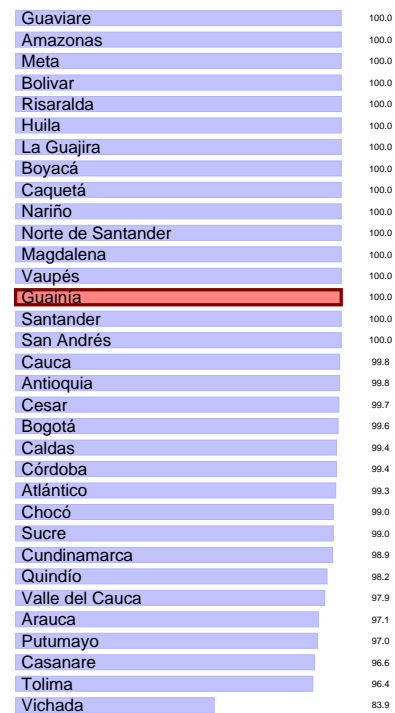 Guaviare 100.0
Amazonas 100.0
Meta 100.0
Bolivar 100.0
Risaralda 100.0
Huila 100.0
La Guajira 100.0
Boyacá 100.0
Caquetá 100.0
Nariño 100.0
Norte de Santander 100.0
Magdalena 100.0
Vaupés 100.0
Guainía 100.0
Santander 100.0
San Andrés 100.0
Cauca 99.8
Antioquia 99.8
Cesar 99.7
Bogotá 99.6
Caldas 99.4
Córdoba 99.4
Atlántico 99.3
Chocó 99.0
Sucre 99.0
Cundinamarca 98.9
Quindío 98.2
Valle del Cauca 97.9
Arauca 97.1
Putumayo 97.0
Casanare 96.6
Tolima 96.4
Vichada 83.9